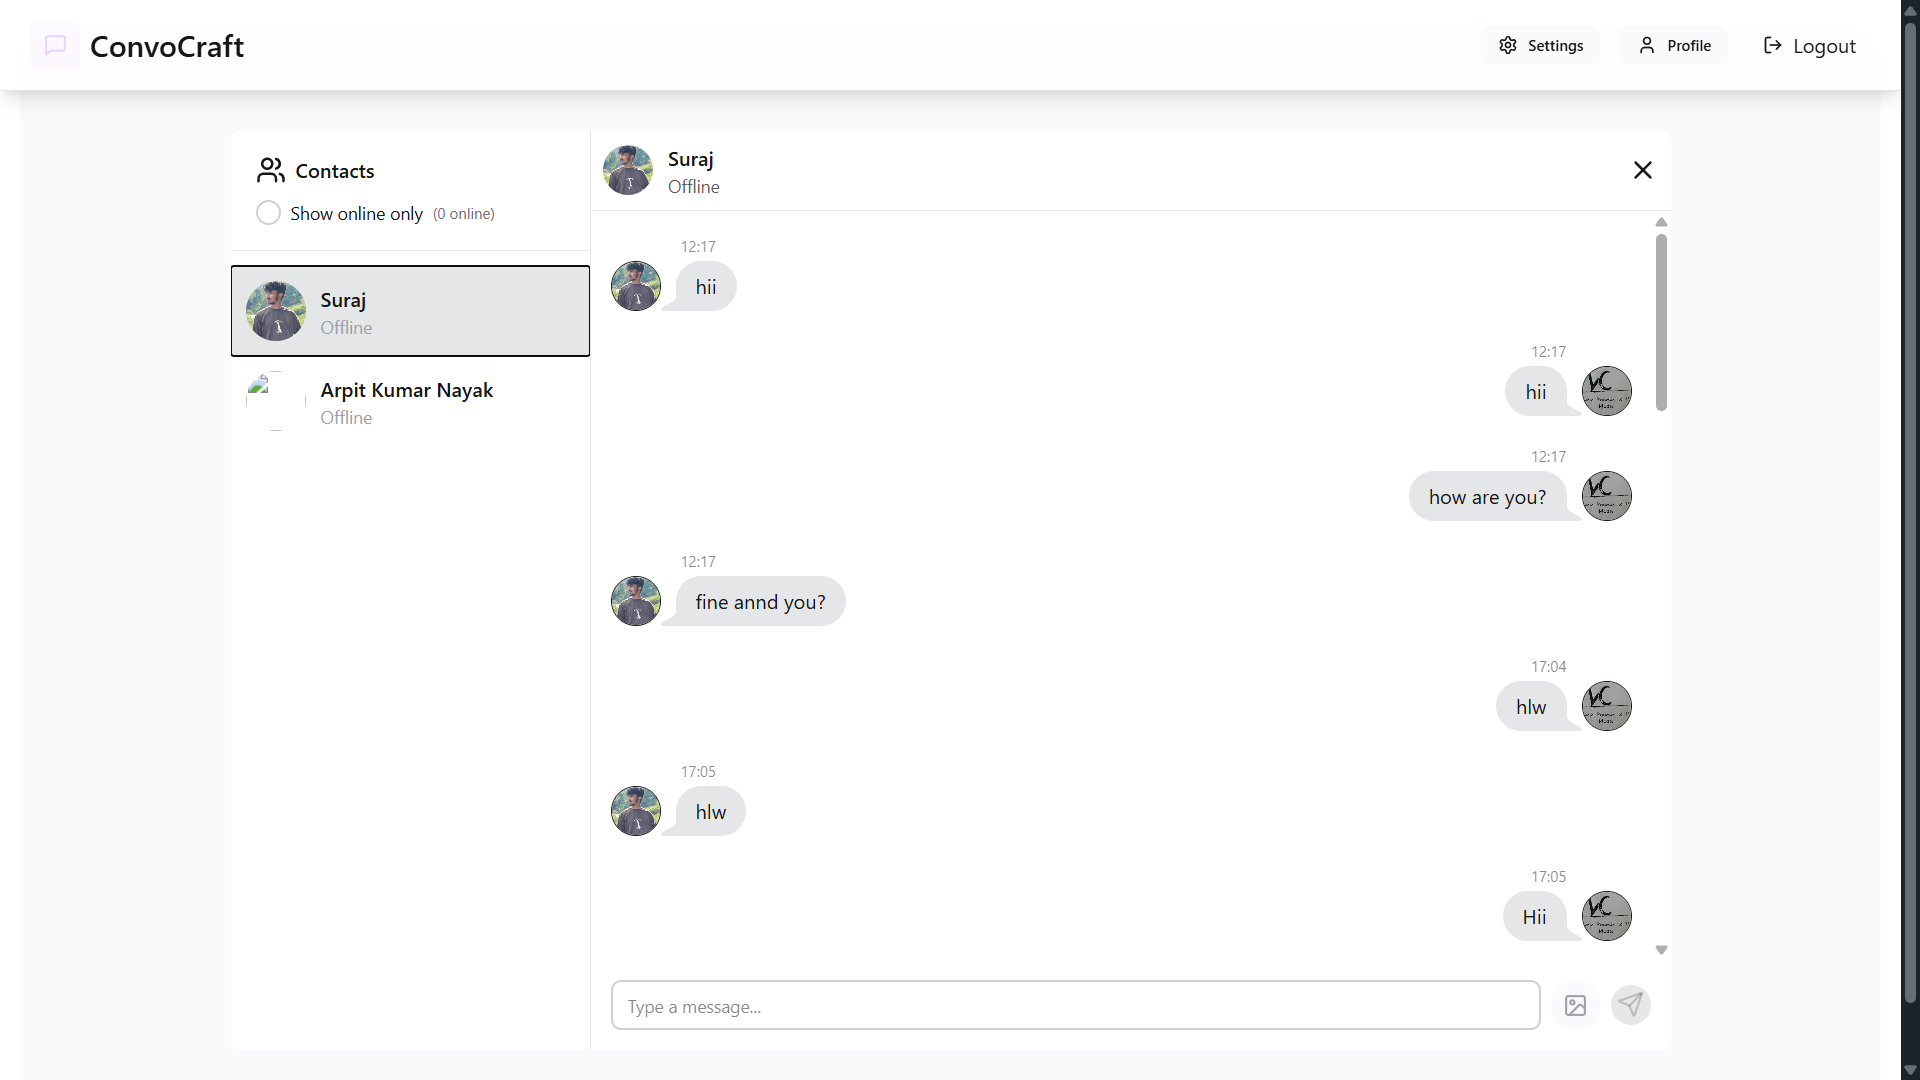 ConvoCraft
Settings
Profile
Logout
Contacts
Show online only (0 online)
Suraj
Offline
Arpit Kumar Nayak
Offline
Suraj
Offline
12:17
hii
12:17
hii
12:17
how are you?
12:17
fine annd you?
17:04
hlw
17:05
hlw
17:05
Hii
Type a message...